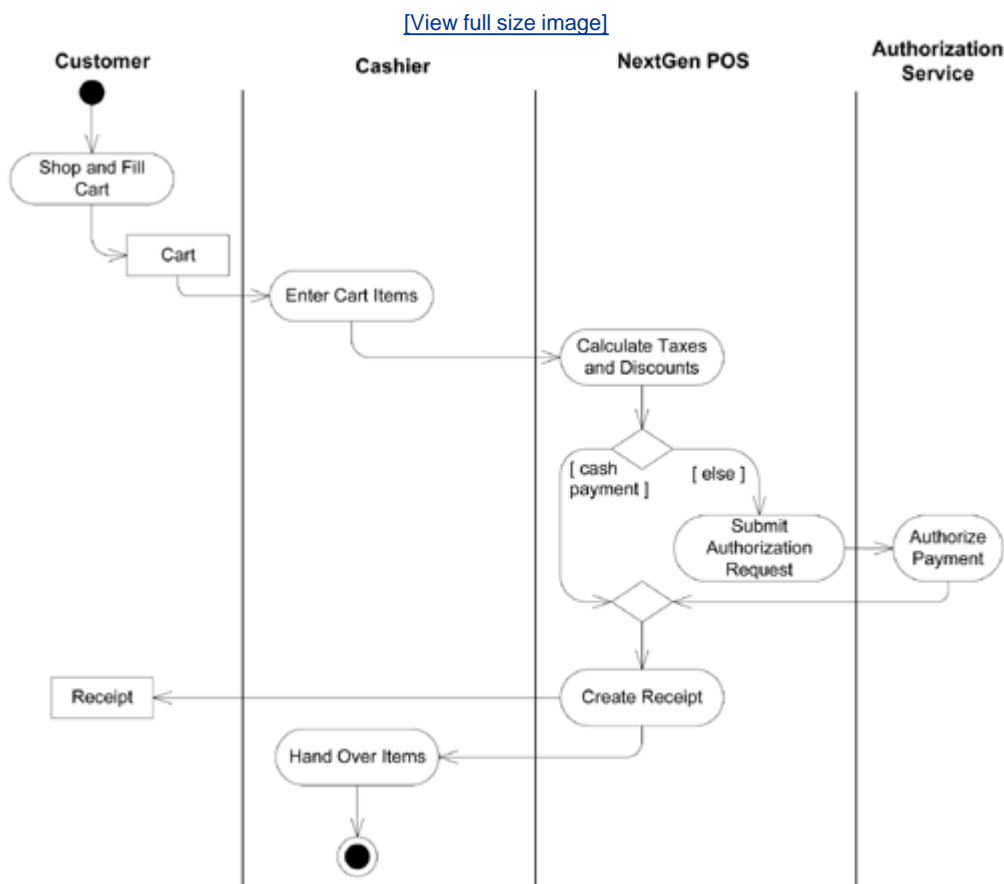 [View full size image]
Customer
Cashier
NextGen POS
Authorization
Service
Shop and Fill
Cart
Cart
Enter Cart Items
Calculate Taxes
and Discounts
[ cash
payment ]
[ else ]
Submit
Authorization
Request
Authorize
Payment
Receipt
Create Receipt
Hand Over Items